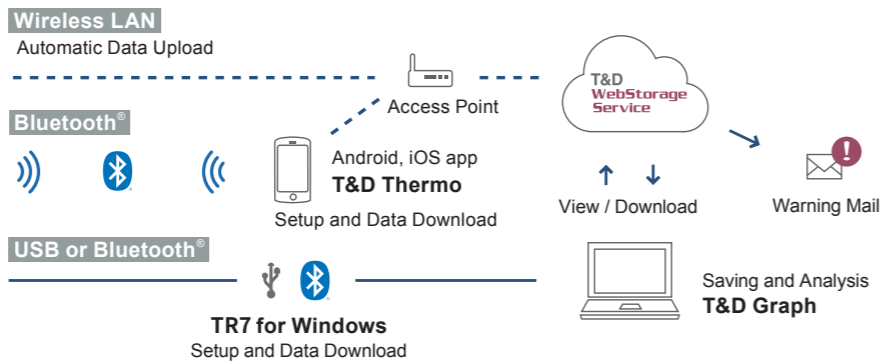 Wireless LAN
Automatic Data Upload
Access Point
T&D
WebStorage
Service
Bluetooth®
Android, iOS app
T&D Thermo
Setup and Data Download
View / Download
Warning Mail
USB or Bluetooth®
TR7 for Windows
Setup and Data Download
Saving and Analysis
T&D Graph